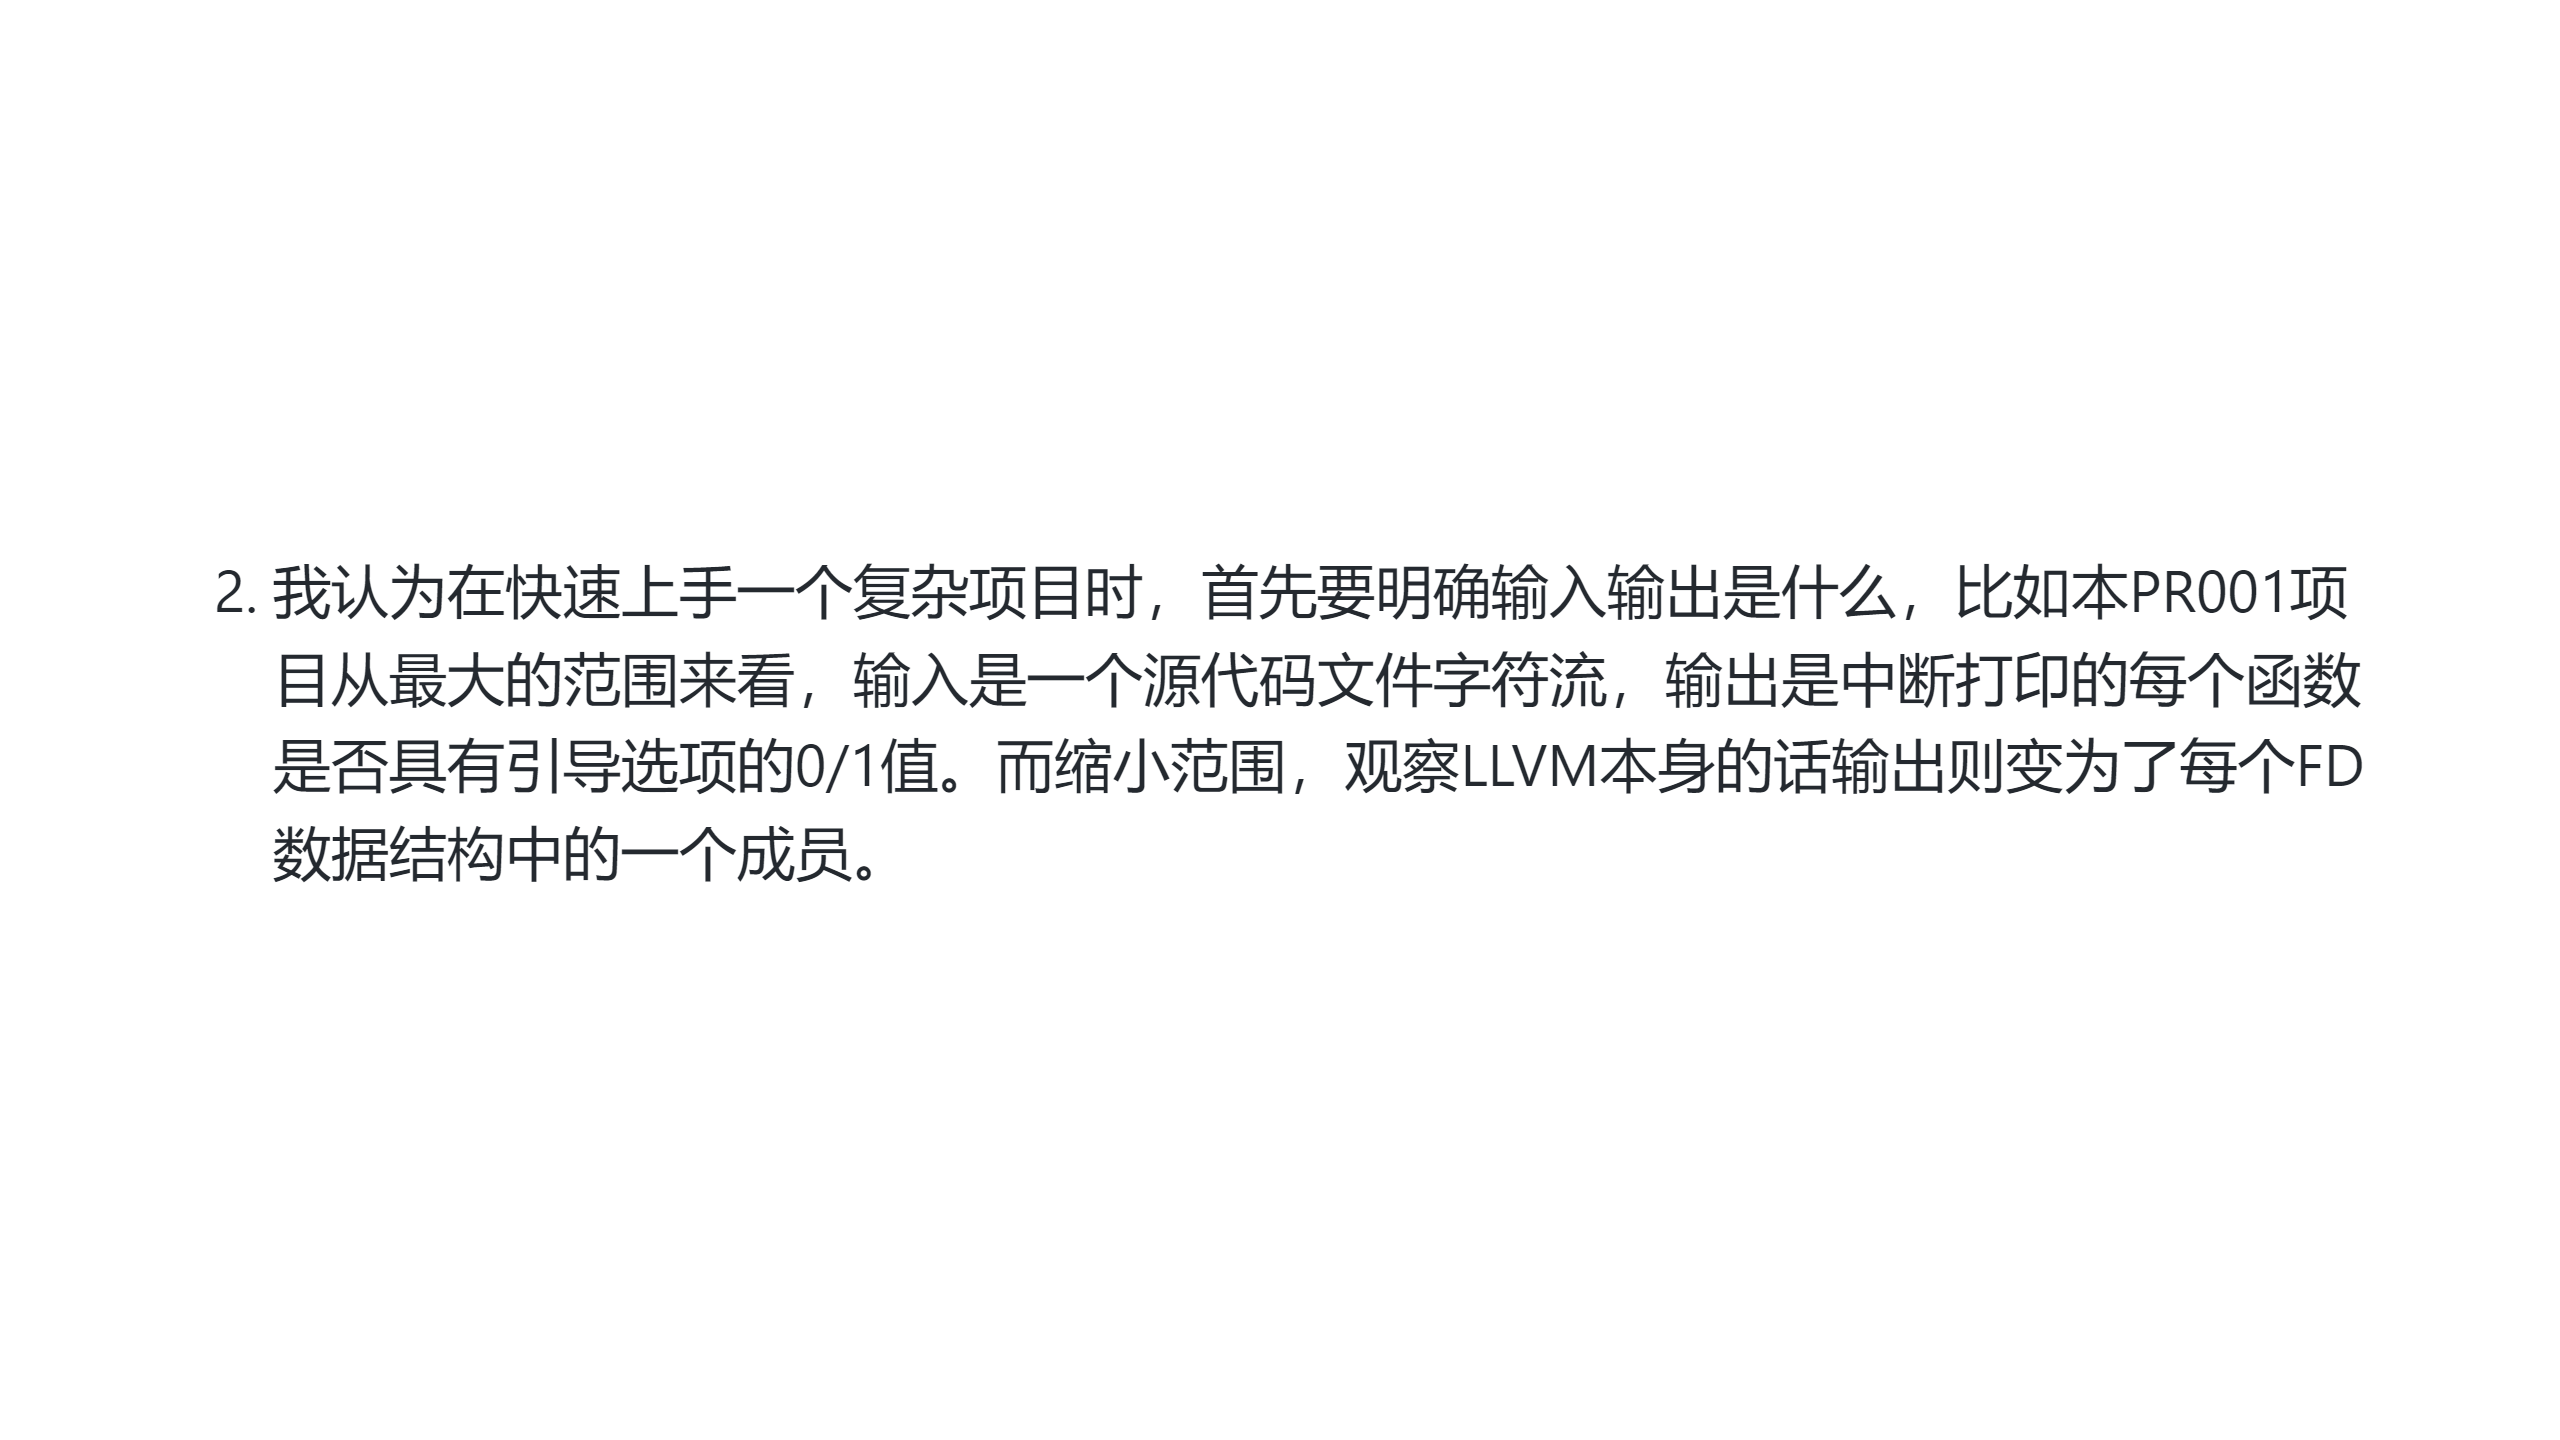 2. 我认为在快速上手一个复杂项目时，首先要明确输入输出是什么，比如本PR001项
目从最大的范围来看，输入是一个源代码文件字符流，输出是中断打印的每个函数
是否具有引导选项的0/1值。而缩小范围，观察LLVM本身的话输出则变为了每个FD
数据结构中的一个成员。